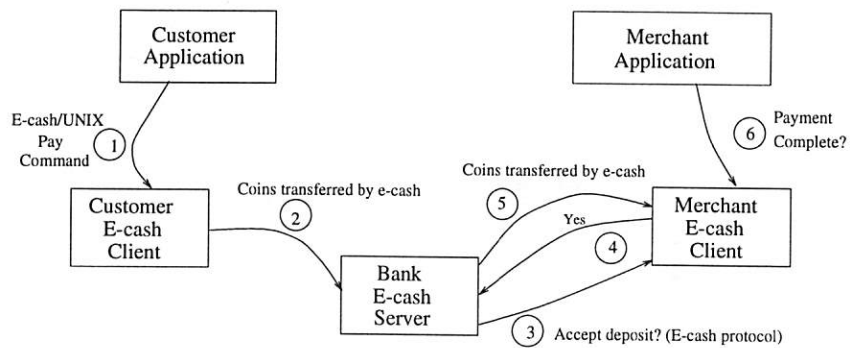 Customer
Application
Merchant
Application
E-cash/UNIX
Pay
Command
1
6
Payment
Complete?
Coins transferred by e-cash
Coins transferred by e-cash
Customer
E-cash
Client
2
5
Yes
4
Merchant
E-cash
Client
Bank
E-cash
Server
3
Accept deposit? (E-cash protocol)